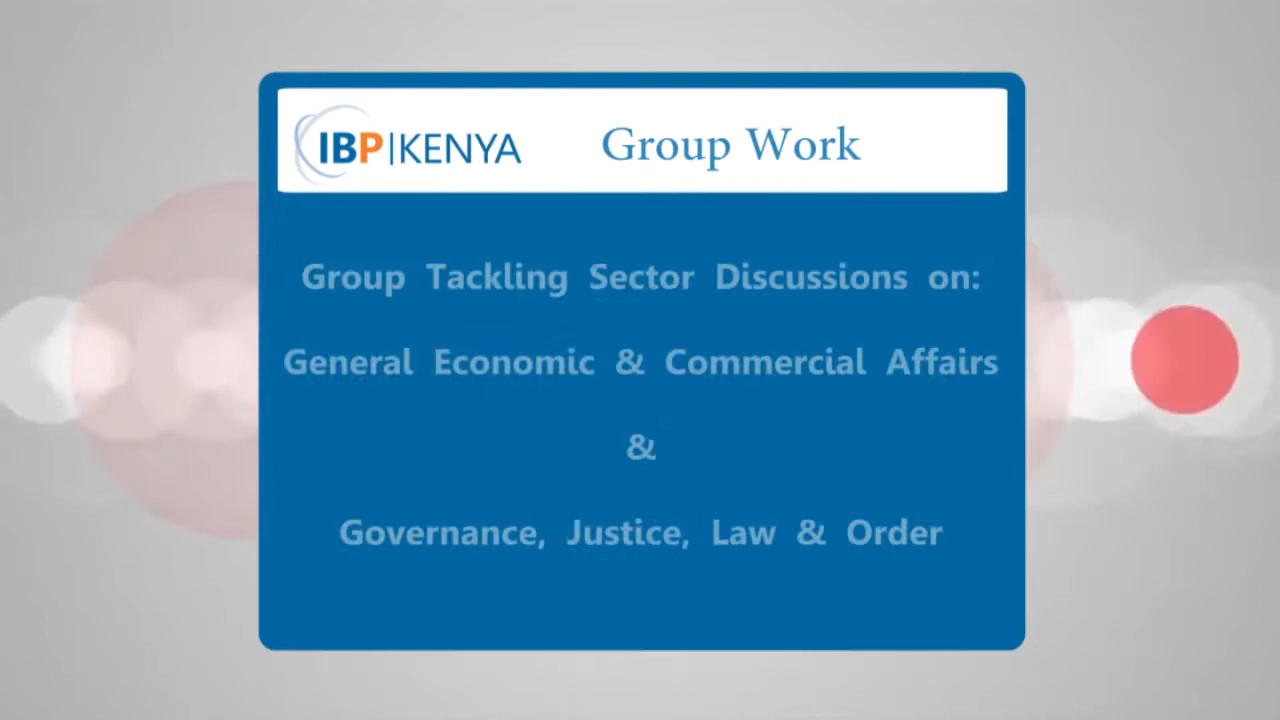 IBP|KENYA Group Work
Group Tackling Sector Discussions on:
General Economic & Commercial Affairs
&
Governance, Justice, Law & Order